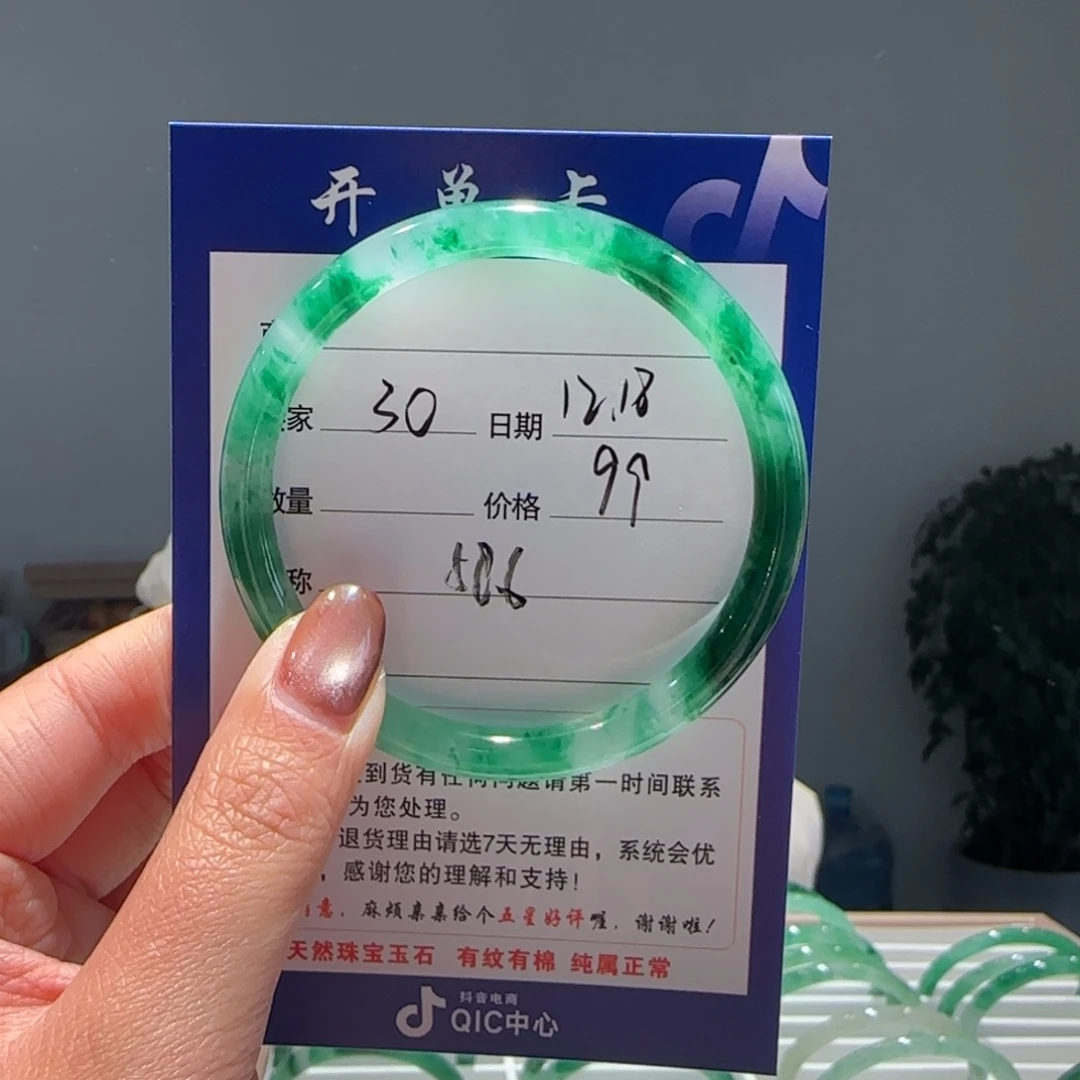 开单卡
家 30 日期 12.18
数量 价格 99
称 586
到货有任何问题请第一时间联系
为您处理。
退货理由请选7天无理由，系统会优
，感谢您的理解和支持！
麻烦亲亲给个五星好评喔，谢谢啦！
天然珠宝玉石 有纹有棉 纯属正常
抖音电商
QIC中心